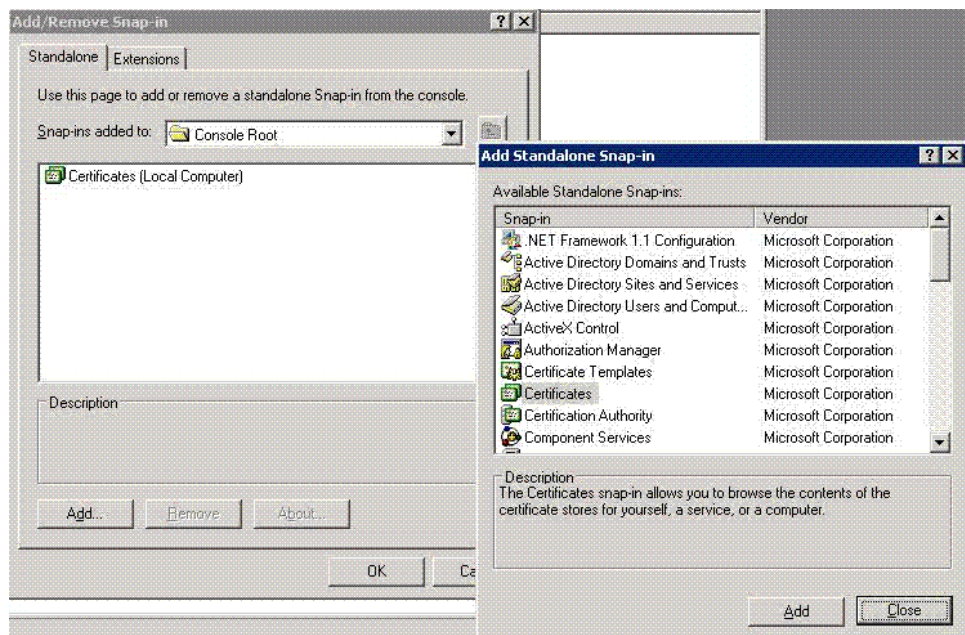 Add/Remove Snap-in
Standalone
Extensions
Use this page to add or remove a standalone Snap-in from the console.
Snap-ins added to:
Console Root
Certificates (Local Computer)
Description
Add...
Remove
About...
OK
Ca
Add Standalone Snap-in
Available Standalone Snap-ins:
Snap-in Vendor
.NET Framework 1.1 Configuration Microsoft Corporation
Active Directory Domains and Trusts Microsoft Corporation
Active Directory Sites and Services Microsoft Corporation
Active Directory Users and Comput... Microsoft Corporation
ActiveX Control Microsoft Corporation
Authorization Manager Microsoft Corporation
Certificate Templates Microsoft Corporation
Certificates Microsoft Corporation
Certification Authority Microsoft Corporation
Component Services Microsoft Corporation
Description
The Certificates snap-in allows you to browse the contents of the
certificate stores for yourself, a service, or a computer.
Add
Close